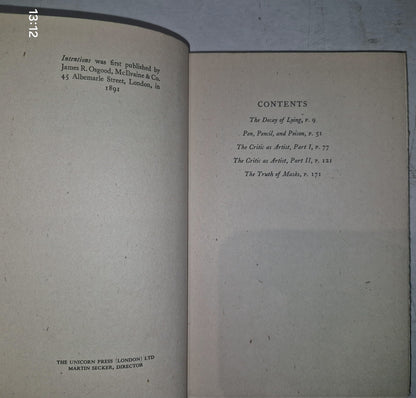 13:12
Intentions was first published by
James R. Osgood, McIlvaine & Co.
45 Albemarle Street, London, in
1891
THE UNICORN PRESS (LONDON) LTD
MARTIN SECKER, DIRECTOR
CONTENTS
The Decay of Lying, P. 9
Pen, Pencil, and Poison, P. 51
The Critic as Artist, Part I, P. 77
The Critic as Artist, Part II, P. 121
The Truth of Masks, P. 171